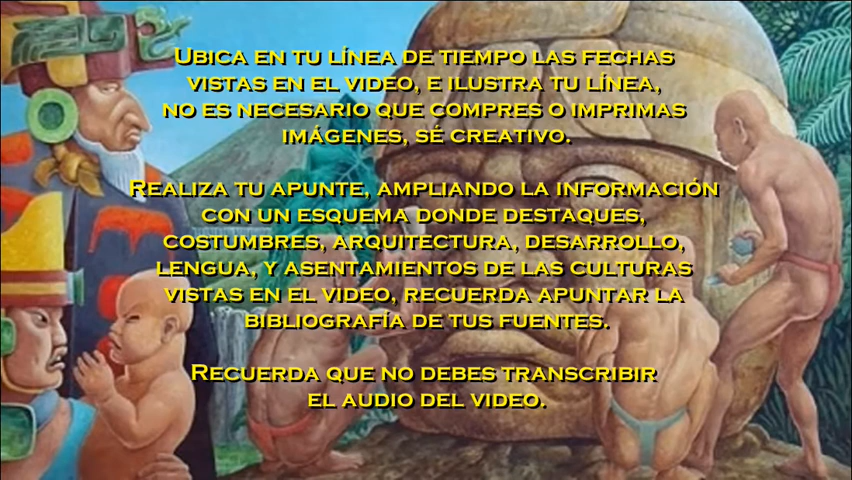 Ubica en tu línea de tiempo las fechas
vistas en el video, e ilustra tu línea,
no es necesario que compres o imprimas
imágenes, sé creativo.
Realiza tu apunte, ampliando la información
con un esquema donde destaques,
costumbres, arquitectura, desarrollo,
lengua, y asentamientos de las culturas
vistas en el video, recuerda apuntar la
bibliografía de tus fuentes.
Recuerda que no debes transcribir
el audio del video.